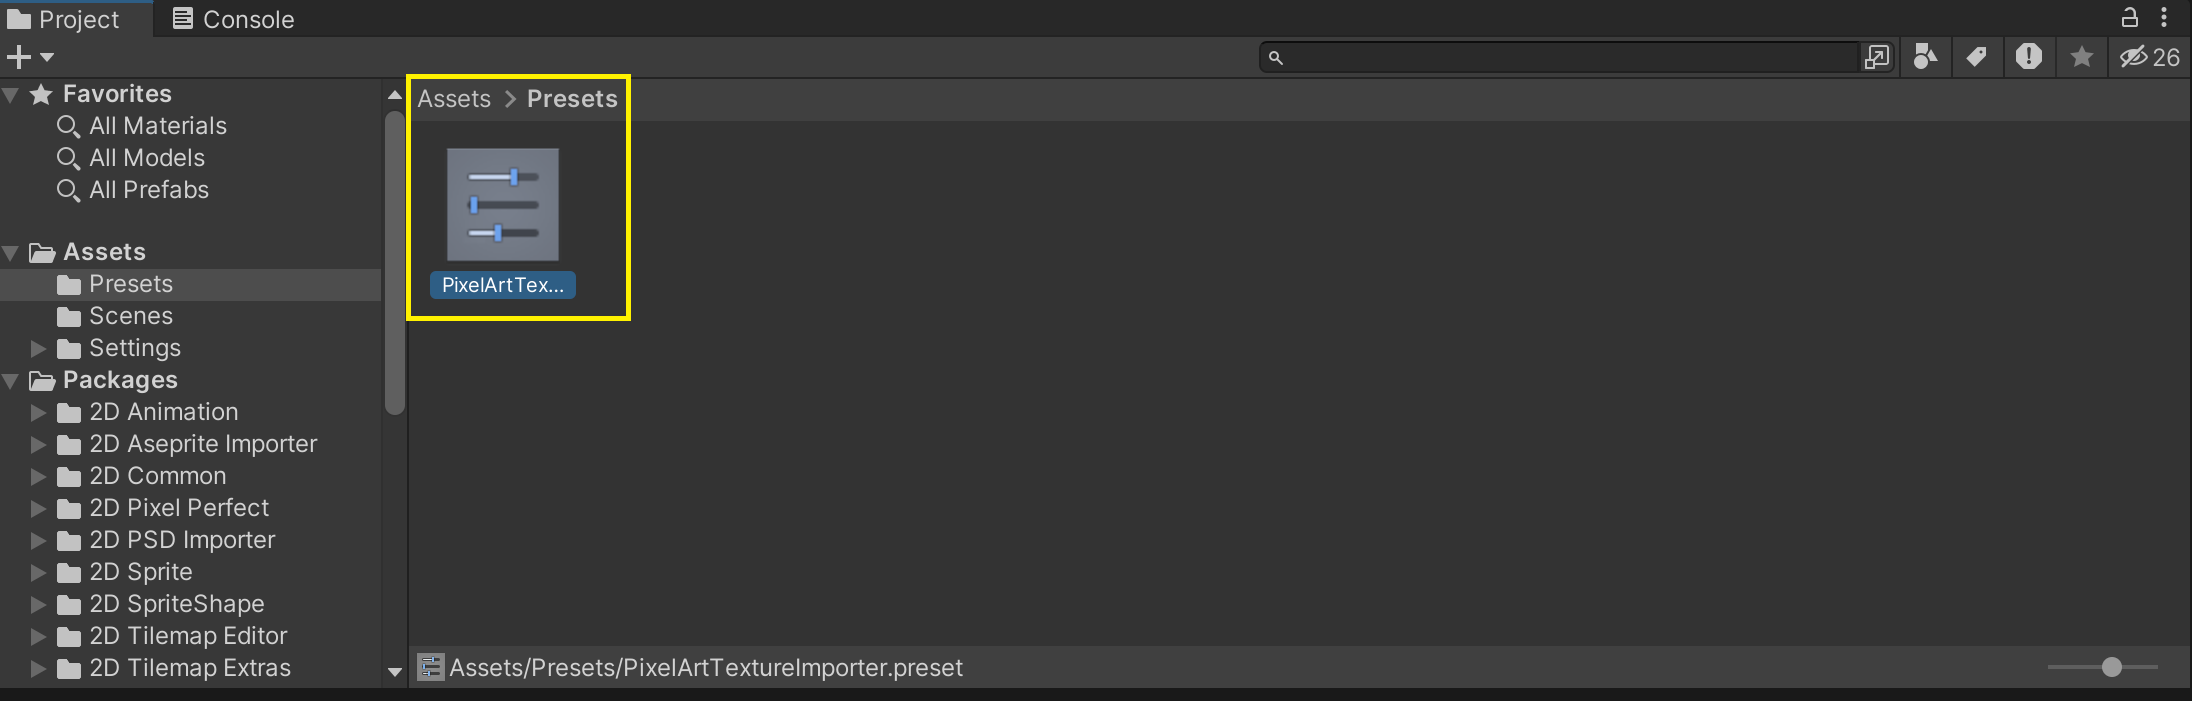 Project
Console
26
Favorites
All Materials
All Models
All Prefabs
Assets
Presets
Scenes
Settings
Packages
2D Animation
2D Aseprite Importer
2D Common
2D Pixel Perfect
2D PSD Importer
2D Sprite
2D SpriteShape
2D Tilemap Editor
2D Tilemap Extras
Assets > Presets
PixelArtTex...
Assets/Presets/PixelArtTextureImporter.preset